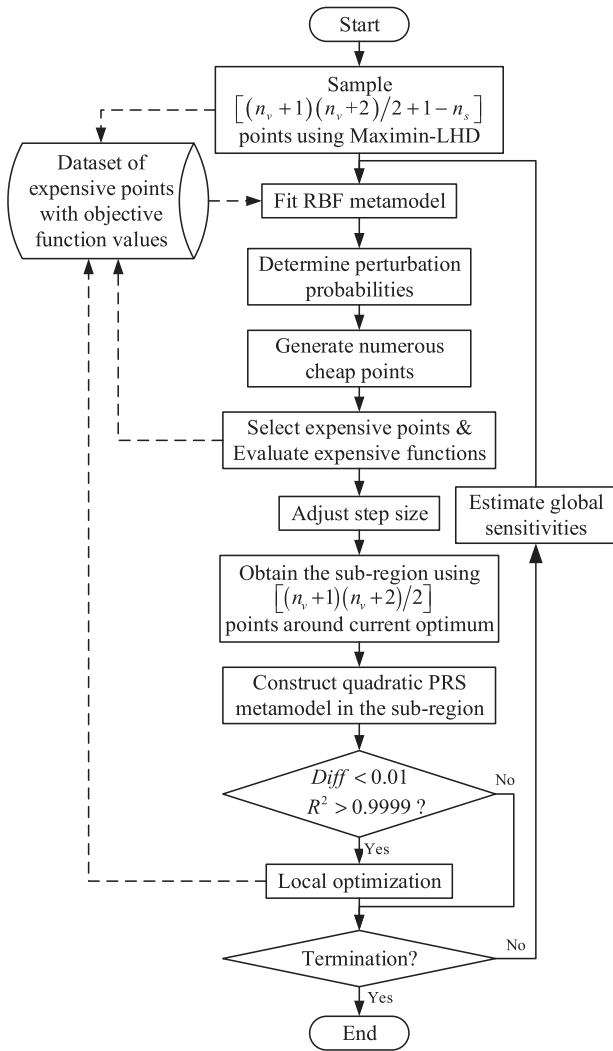 Start
Sample
[(n_v+1)(n_v+2)/2+1−n_s]
points using Maximin-LHD
Dataset of
expensive points
with objective
function values
Fit RBF metamodel
Determine perturbation
probabilities
Generate numerous
cheap points
Select expensive points &
Evaluate expensive functions
Adjust step size
Estimate global
sensitivities
Obtain the sub-region using
[(n_v+1)(n_v+2)/2]
points around current optimum
Construct quadratic PRS
metamodel in the sub-region
Diff < 0.01
R² > 0.9999 ?
No
Yes
Local optimization
Termination?
No
Yes
End